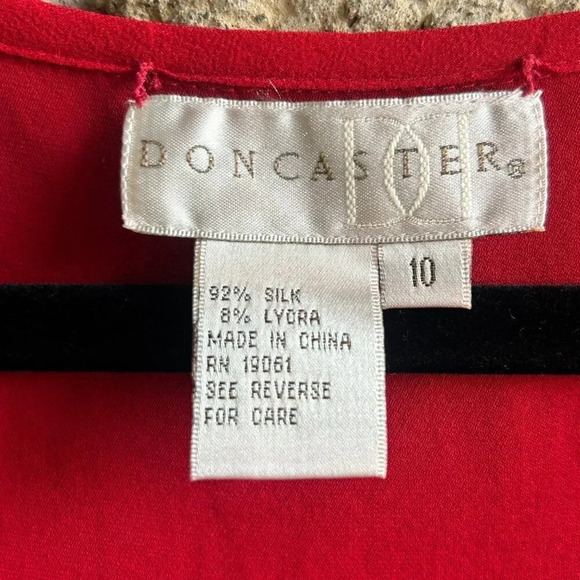 DONCASTER®
10
92% SILK
8% LYCRA
MADE IN CHINA
RN 19061
SEE REVERSE
FOR CARE